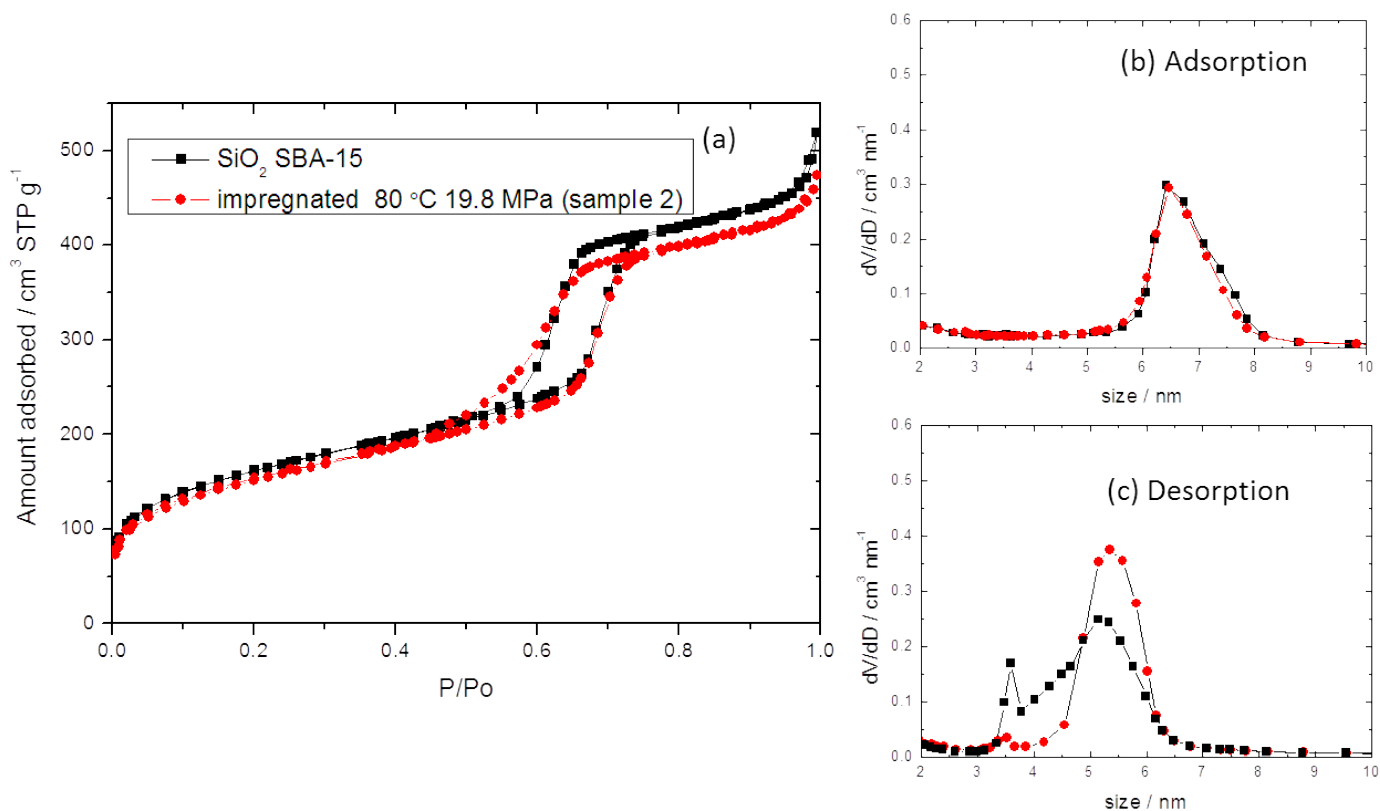 (a)
SiO₂ SBA-15
impregnated 80 °C 19.8 MPa (sample 2)
Amount adsorbed / cm³ STP g⁻¹
500
400
300
200
100
0
0.0 0.2 0.4 0.6 0.8 1.0
P/Po
(b) Adsorption
dV/dD / cm³ nm⁻¹
0.6
0.5
0.4
0.3
0.2
0.1
0.0
2 3 4 5 6 7 8 9 10
size / nm
(c) Desorption
dV/dD / cm³ nm⁻¹
0.6
0.5
0.4
0.3
0.2
0.1
0.0
2 3 4 5 6 7 8 9 10
size / nm